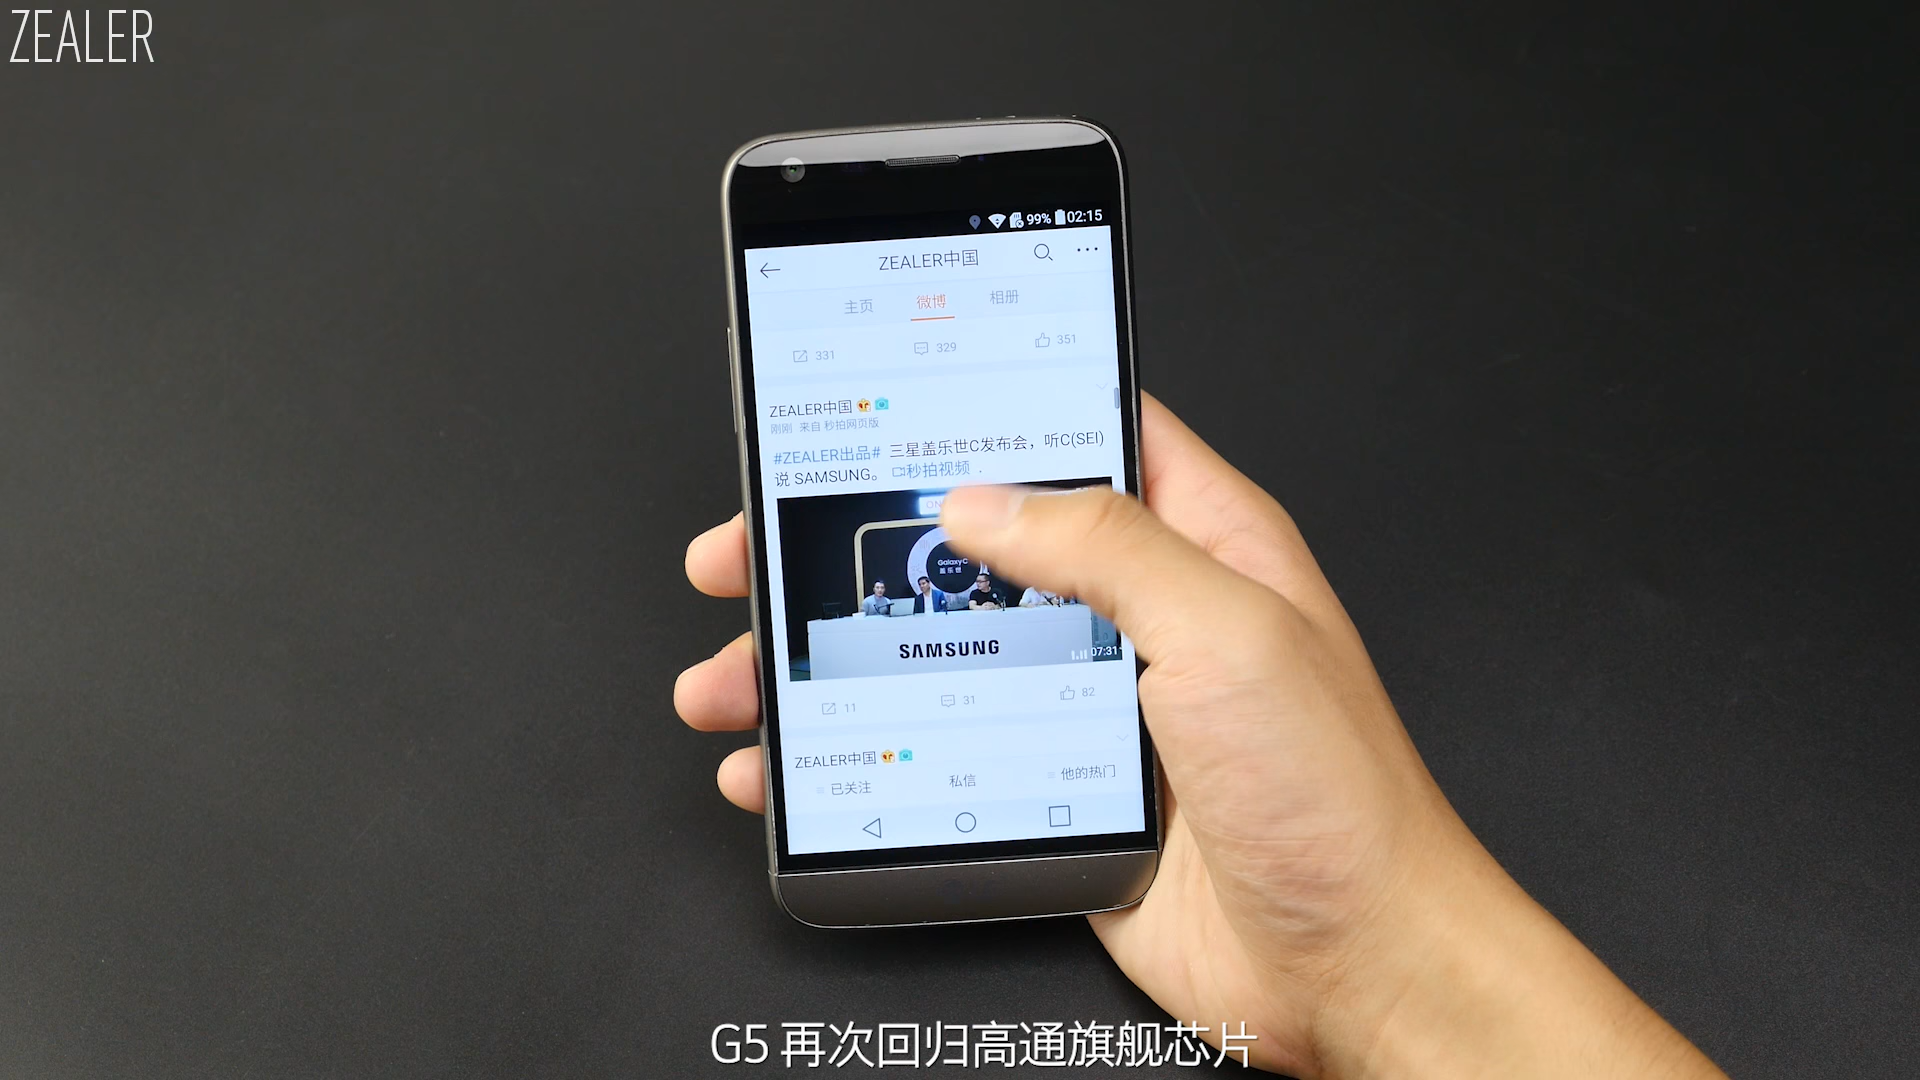 ZEALER
99% 02:15
ZEALER中国
主页 微博 相册
331 329 351
ZEALER中国
刚刚 来自 秒拍网页版
#ZEALER出品# 三星盖乐世C发布会，听C(SEI)
说 SAMSUNG。 秒拍视频 .
ON
GalaxyC
盖乐世
SAMSUNG
07:31
11 31 82
ZEALER中国
已关注 私信 他的热门
G5 再次回归高通旗舰芯片